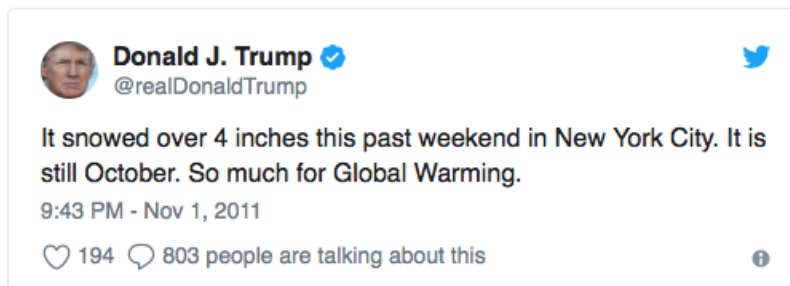 Donald J. Trump
@realDonaldTrump
It snowed over 4 inches this past weekend in New York City. It is
still October. So much for Global Warming.
9:43 PM - Nov 1, 2011
194 803 people are talking about this